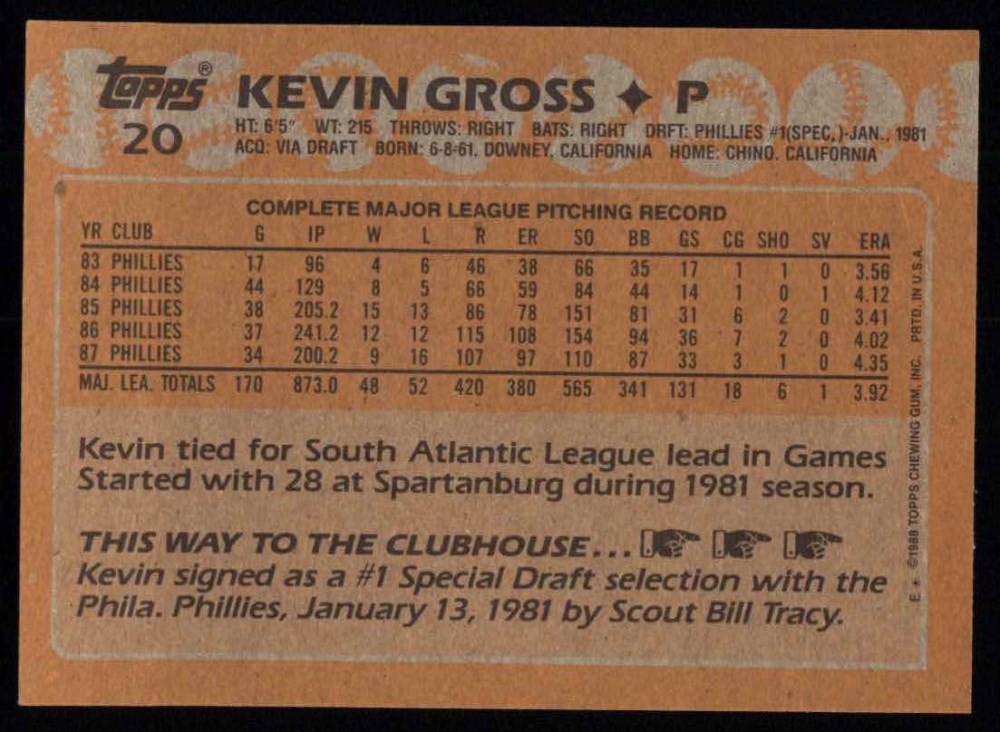 Topps® KEVIN GROSS ✦ P
20
HT: 6'5" WT: 215 THROWS: RIGHT BATS: RIGHT DRFT: PHILLIES #1(SPEC.)-JAN., 1981
ACQ: VIA DRAFT BORN: 6-8-61, DOWNEY, CALIFORNIA HOME: CHINO, CALIFORNIA
COMPLETE MAJOR LEAGUE PITCHING RECORD
YR CLUB G IP W L R ER SO BB GS CG SHO SV ERA
83 PHILLIES 17 96 4 6 46 38 66 35 17 1 1 0 3.56
84 PHILLIES 44 129 8 5 66 59 84 44 14 1 0 1 4.12
85 PHILLIES 38 205.2 15 13 86 78 151 81 31 6 2 0 3.41
86 PHILLIES 37 241.2 12 12 115 108 154 94 36 7 2 0 4.02
87 PHILLIES 34 200.2 9 16 107 97 110 87 33 3 1 0 4.35
MAJ. LEA. TOTALS 170 873.0 48 52 420 380 565 341 131 18 6 1 3.92
Kevin tied for South Atlantic League lead in Games
Started with 28 at Spartanburg during 1981 season.
THIS WAY TO THE CLUBHOUSE...
Kevin signed as a #1 Special Draft selection with the
Phila. Phillies, January 13, 1981 by Scout Bill Tracy.
E * ©1988 TOPPS CHEWING GUM, INC. PRTD. IN U.S.A.